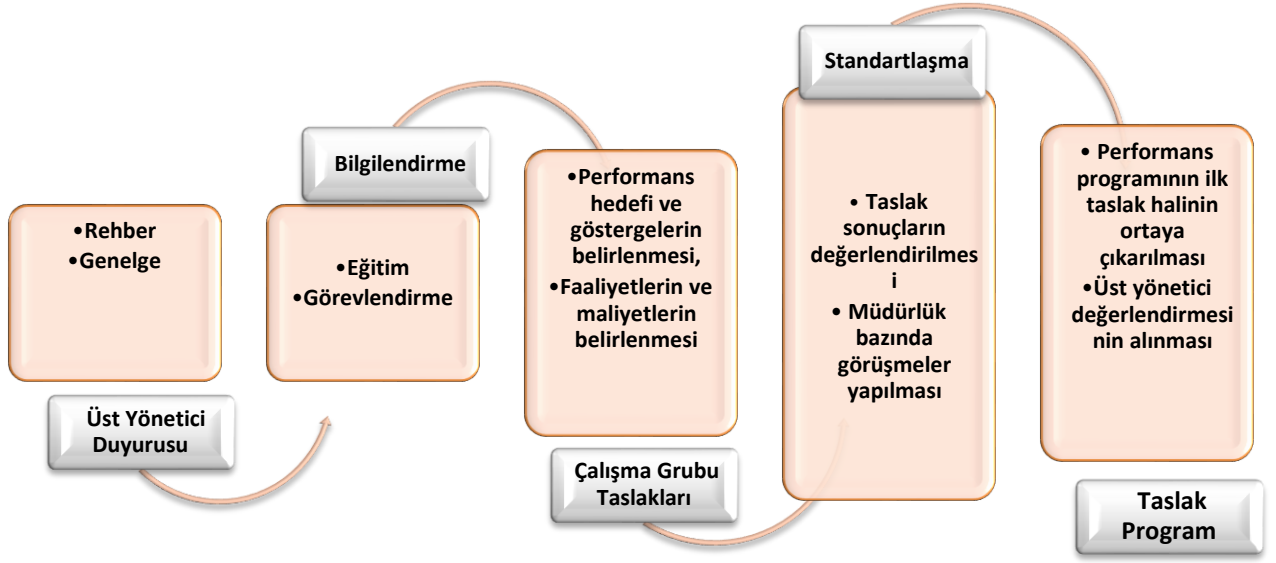 •Rehber
•Genelge
Üst Yönetici
Duyurusu
Bilgilendirme
•Eğitim
•Görevlendirme
•Performans
hedefi ve
göstergelerin
belirlenmesi,
•Faaliyetlerin ve
maliyetlerin
belirlenmesi
Çalışma Grubu
Taslakları
Standartlaşma
• Taslak
sonuçların
değerlendirilmes
i
• Müdürlük
bazında
görüşmeler
yapılması
• Performans
programının ilk
taslak halinin
ortaya
çıkarılması
•Üst yönetici
değerlendirmesi
nin alınması
Taslak
Program